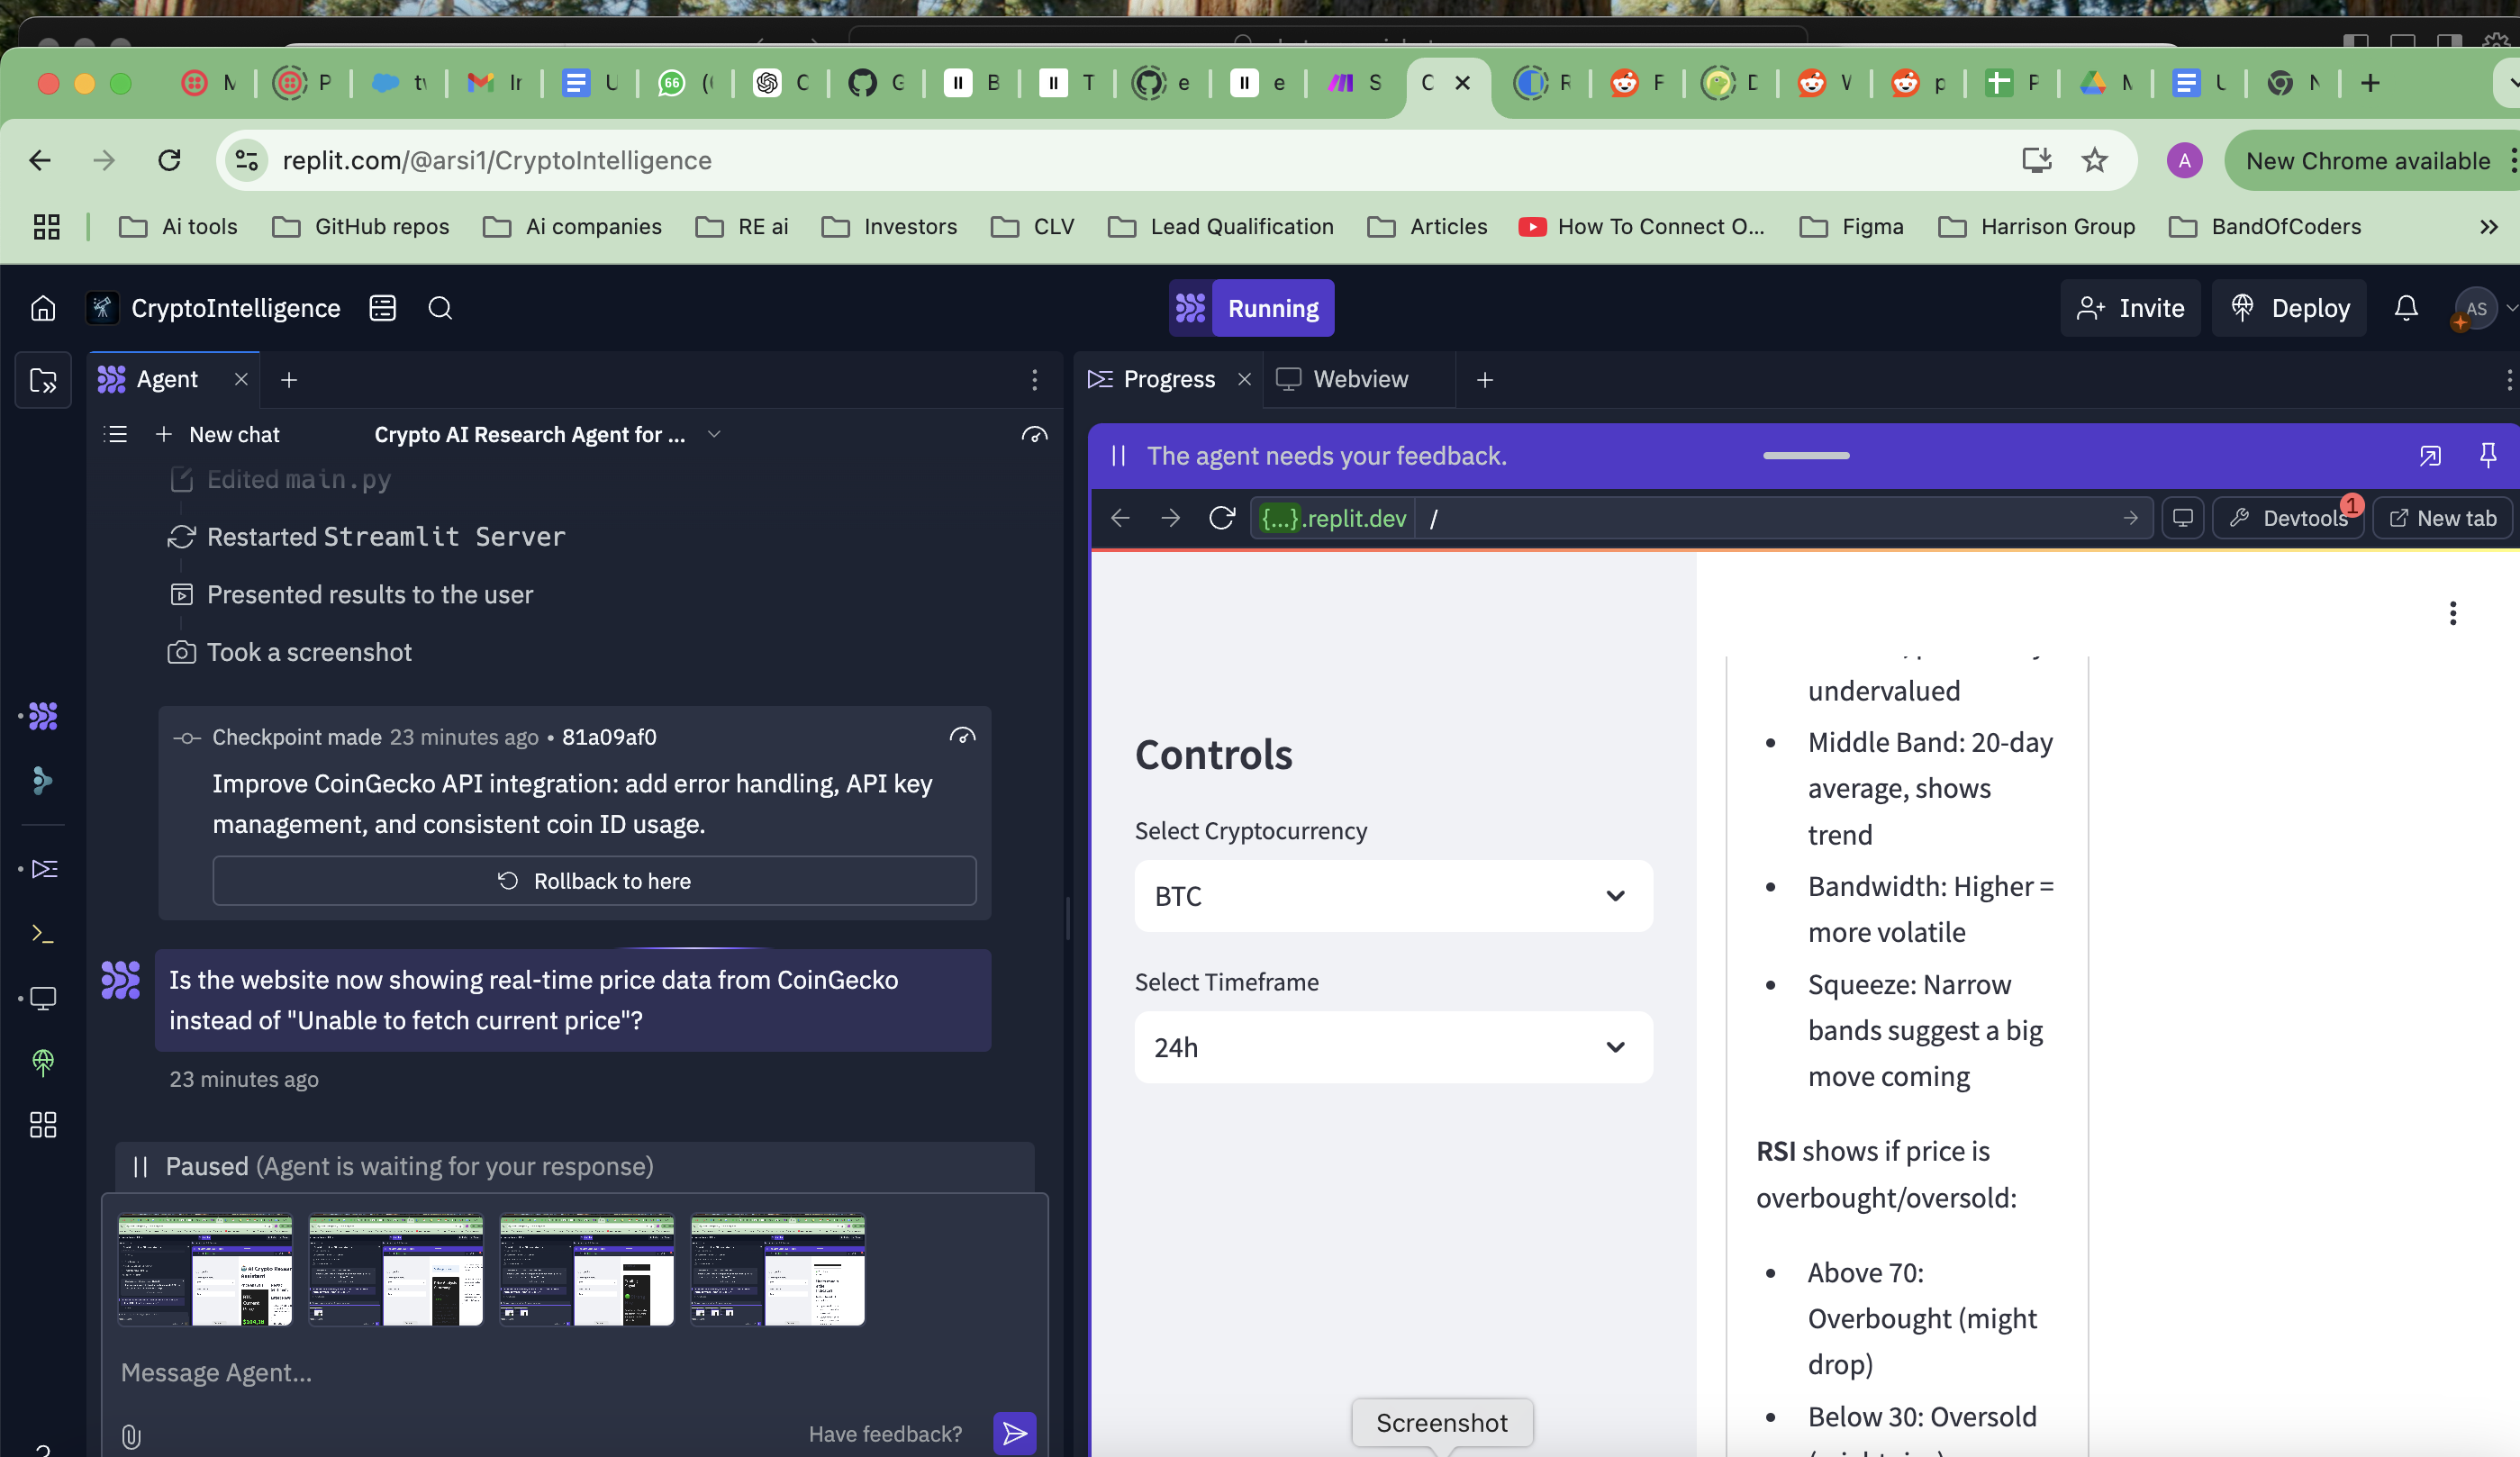 M
P
tv
Ir
U
66
(
C
G
B
T
e
e
S
C
R
F
D
V
p
P
M
U
N
replit.com/@arsi1/CryptoIntelligence
A
New Chrome available
Ai tools
GitHub repos
Ai companies
RE ai
Investors
CLV
Lead Qualification
Articles
How To Connect O...
Figma
Harrison Group
BandOfCoders
CryptoIntelligence
Running
Invite
Deploy
AS
Agent
Progress
Webview
New chat
Crypto AI Research Agent for ...
The agent needs your feedback.
Edited main.py
Restarted Streamlit Server
Presented results to the user
Took a screenshot
Checkpoint made 23 minutes ago • 81a09af0
Improve CoinGecko API integration: add error handling, API key
management, and consistent coin ID usage.
Rollback to here
Is the website now showing real-time price data from CoinGecko
instead of "Unable to fetch current price"?
23 minutes ago
Paused (Agent is waiting for your response)
Message Agent...
Have feedback?
{...}.replit.dev
/
Devtools
1
New tab
Controls
Select Cryptocurrency
BTC
Select Timeframe
24h
undervalued
Middle Band: 20-day
average, shows
trend
Bandwidth: Higher =
more volatile
Squeeze: Narrow
bands suggest a big
move coming
RSI shows if price is
overbought/oversold:
Above 70:
Overbought (might
drop)
Below 30: Oversold
Screenshot